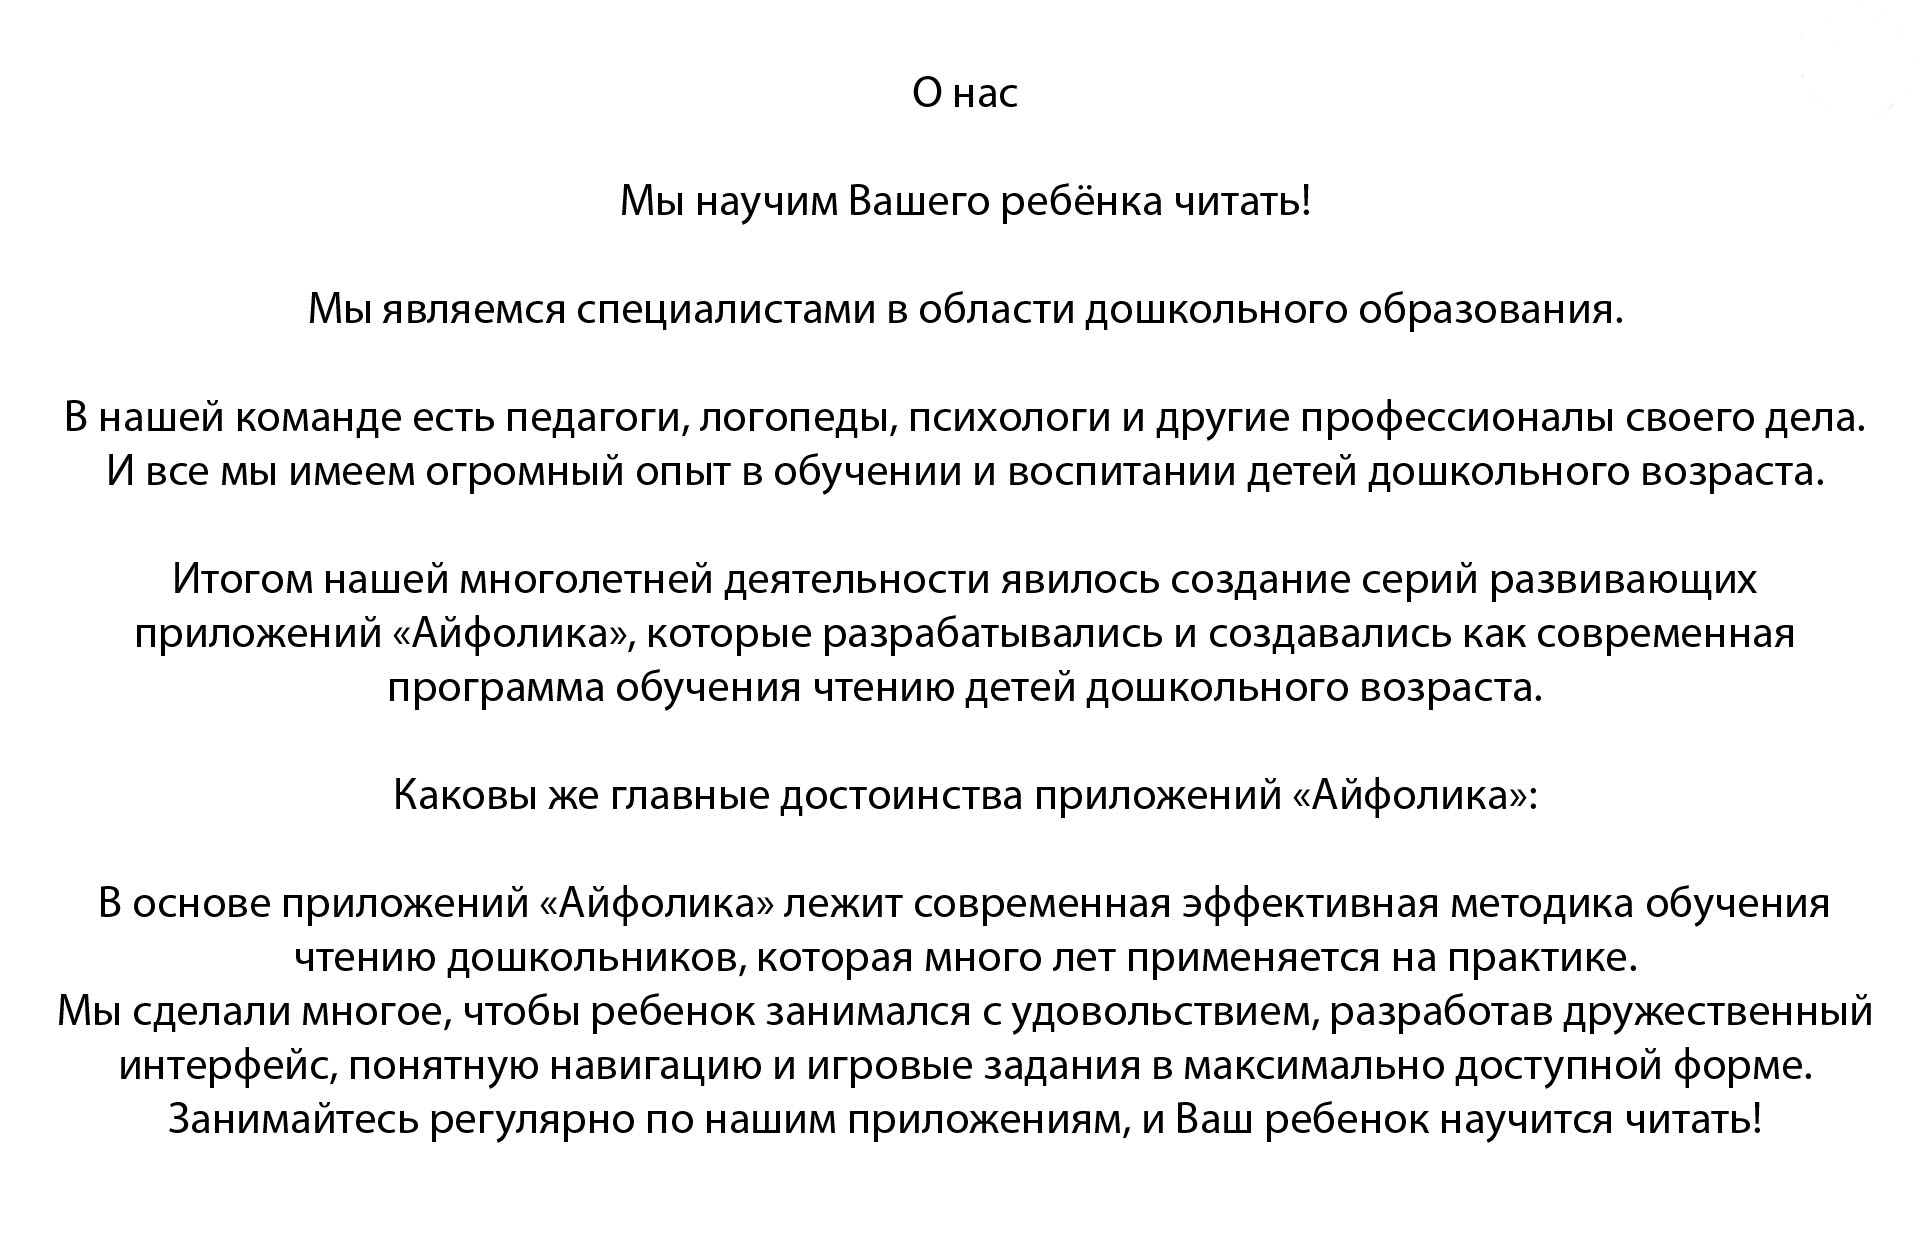 О нас
Мы научим Вашего ребёнка читать!
Мы являемся специалистами в области дошкольного образования.
В нашей команде есть педагоги, логопеды, психологи и другие профессионалы своего дела.
И все мы имеем огромный опыт в обучении и воспитании детей дошкольного возраста.
Итогом нашей многолетней деятельности явилось создание серий развивающих
приложений «Айфолика», которые разрабатывались и создавались как современная
программа обучения чтению детей дошкольного возраста.
Каковы же главные достоинства приложений «Айфолика»:
В основе приложений «Айфолика» лежит современная эффективная методика обучения
чтению дошкольников, которая много лет применяется на практике.
Мы сделали многое, чтобы ребенок занимался с удовольствием, разработав дружественный
интерфейс, понятную навигацию и игровые задания в максимально доступной форме.
Занимайтесь регулярно по нашим приложениям, и Ваш ребенок научится читать!